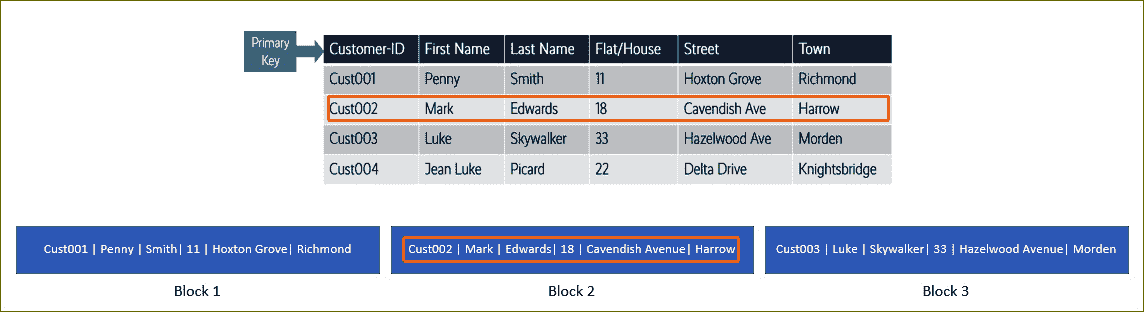 Primary
Key
Customer-ID First Name Last Name Flat/House Street Town
Cust001 Penny Smith 11 Hoxton Grove Richmond
Cust002 Mark Edwards 18 Cavendish Ave Harrow
Cust003 Luke Skywalker 33 Hazelwood Ave Morden
Cust004 Jean Luke Picard 22 Delta Drive Knightsbridge
Cust001 | Penny | Smith| 11 | Hoxton Grove| Richmond
Cust002 | Mark | Edwards| 18 | Cavendish Avenue| Harrow
Cust003 | Luke | Skywalker| 33 | Hazelwood Avenue| Morden
Block 1
Block 2
Block 3